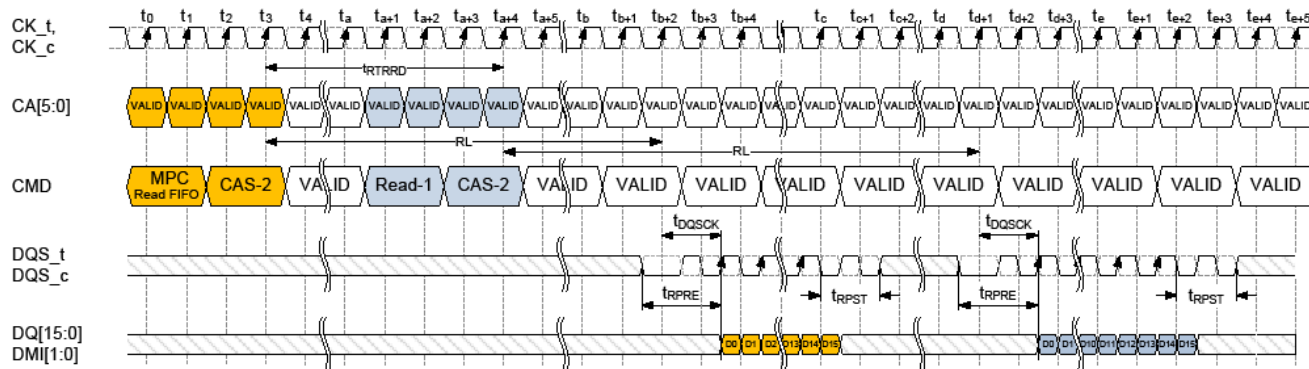 t0 t1 t2 t3 t4 ta ta+1 ta+2 ta+3 ta+4 ta+5 tb tb+1 tb+2 tb+3 tb+4 tc tc+1 tc+2 td td+1 td+2 td+3 te te+1 te+2 te+3 te+4 te+5
CK_t,
CK_c
tRTRRD
CA[5:0] VALID VALID VALID VALID VALID VALID VALID VALID VALID VALID VALID VALID VALID VALID VALID VALID VALID VALID VALID VALID VALID VALID VALID VALID VALID VALID VALID VALID VALID VALID
RL RL
CMD MPC Read FIFO CAS-2 VALID Read-1 CAS-2 VALID VALID VALID VALID VALID VALID VALID VALID VALID VALID
tDQSCK tDQSCK
DQS_t
DQS_c
tRPRE tRPST tRPRE tRPST
DQ[15:0]
DMI[1:0]
D0 D1 D2 D13 D14 D15 D0 D1 D10 D11 D12 D13 D14 D15